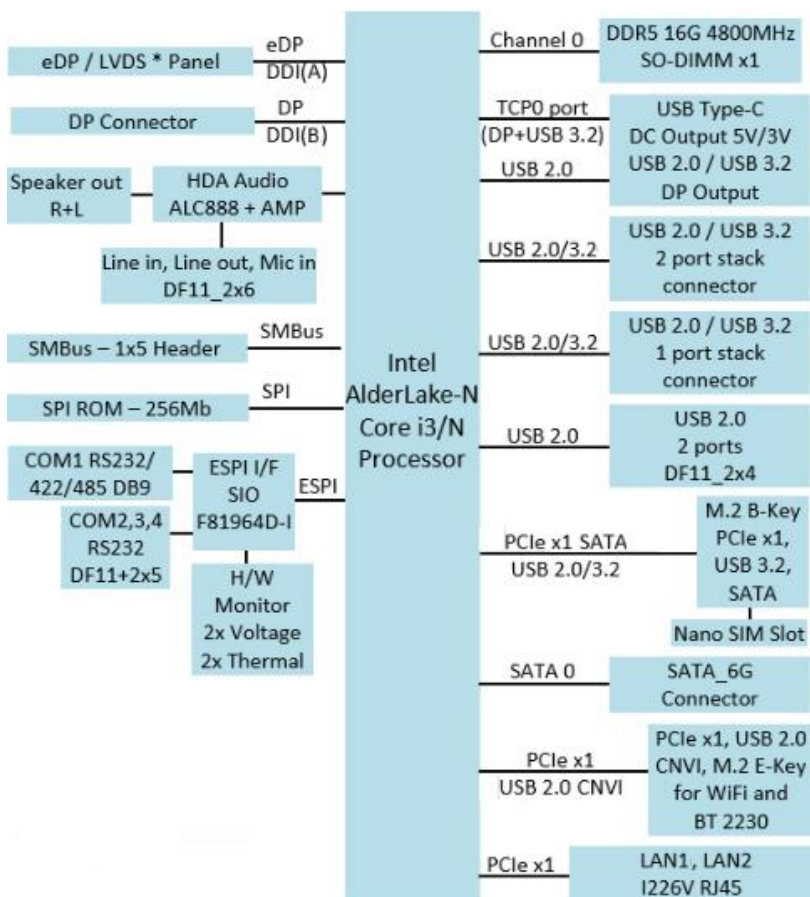 eDP / LVDS * Panel
eDP
DDI(A)
DP Connector
DP
DDI(B)
Speaker out
R+L
HDA Audio
ALC888 + AMP
Line in, Line out, Mic in
DF11_2x6
SMBus – 1x5 Header
SMBus
SPI ROM – 256Mb
SPI
COM1 RS232/
422/485 DB9
COM2,3,4
RS232
DF11+2x5
ESPI I/F
SIO
F81964D-I
ESPI
H/W
Monitor
2x Voltage
2x Thermal
Intel
AlderLake-N
Core i3/N
Processor
Channel 0
DDR5 16G 4800MHz
SO-DIMM x1
TCP0 port
(DP+USB 3.2)
USB 2.0
USB Type-C
DC Output 5V/3V
USB 2.0 / USB 3.2
DP Output
USB 2.0/3.2
USB 2.0 / USB 3.2
2 port stack
connector
USB 2.0/3.2
USB 2.0 / USB 3.2
1 port stack
connector
USB 2.0
USB 2.0
2 ports
DF11_2x4
PCIe x1 SATA
USB 2.0/3.2
M.2 B-Key
PCIe x1,
USB 3.2,
SATA
Nano SIM Slot
SATA 0
SATA_6G
Connector
PCIe x1
USB 2.0 CNVI
PCIe x1, USB 2.0
CNVI, M.2 E-Key
for WiFi and
BT 2230
PCIe x1
LAN1, LAN2
I226V RJ45